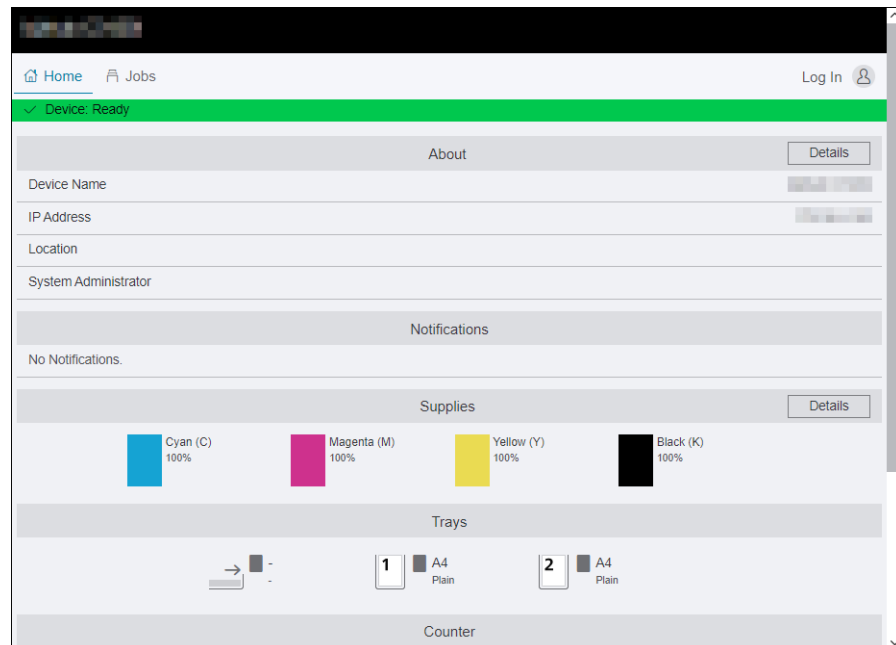 Home Jobs Log In
Device: Ready
About Details
Device Name
IP Address
Location
System Administrator
Notifications
No Notifications.
Supplies Details
Cyan (C) Magenta (M) Yellow (Y) Black (K)
100% 100% 100% 100%
Trays
- 1 A4 2 A4
- Plain Plain
Counter